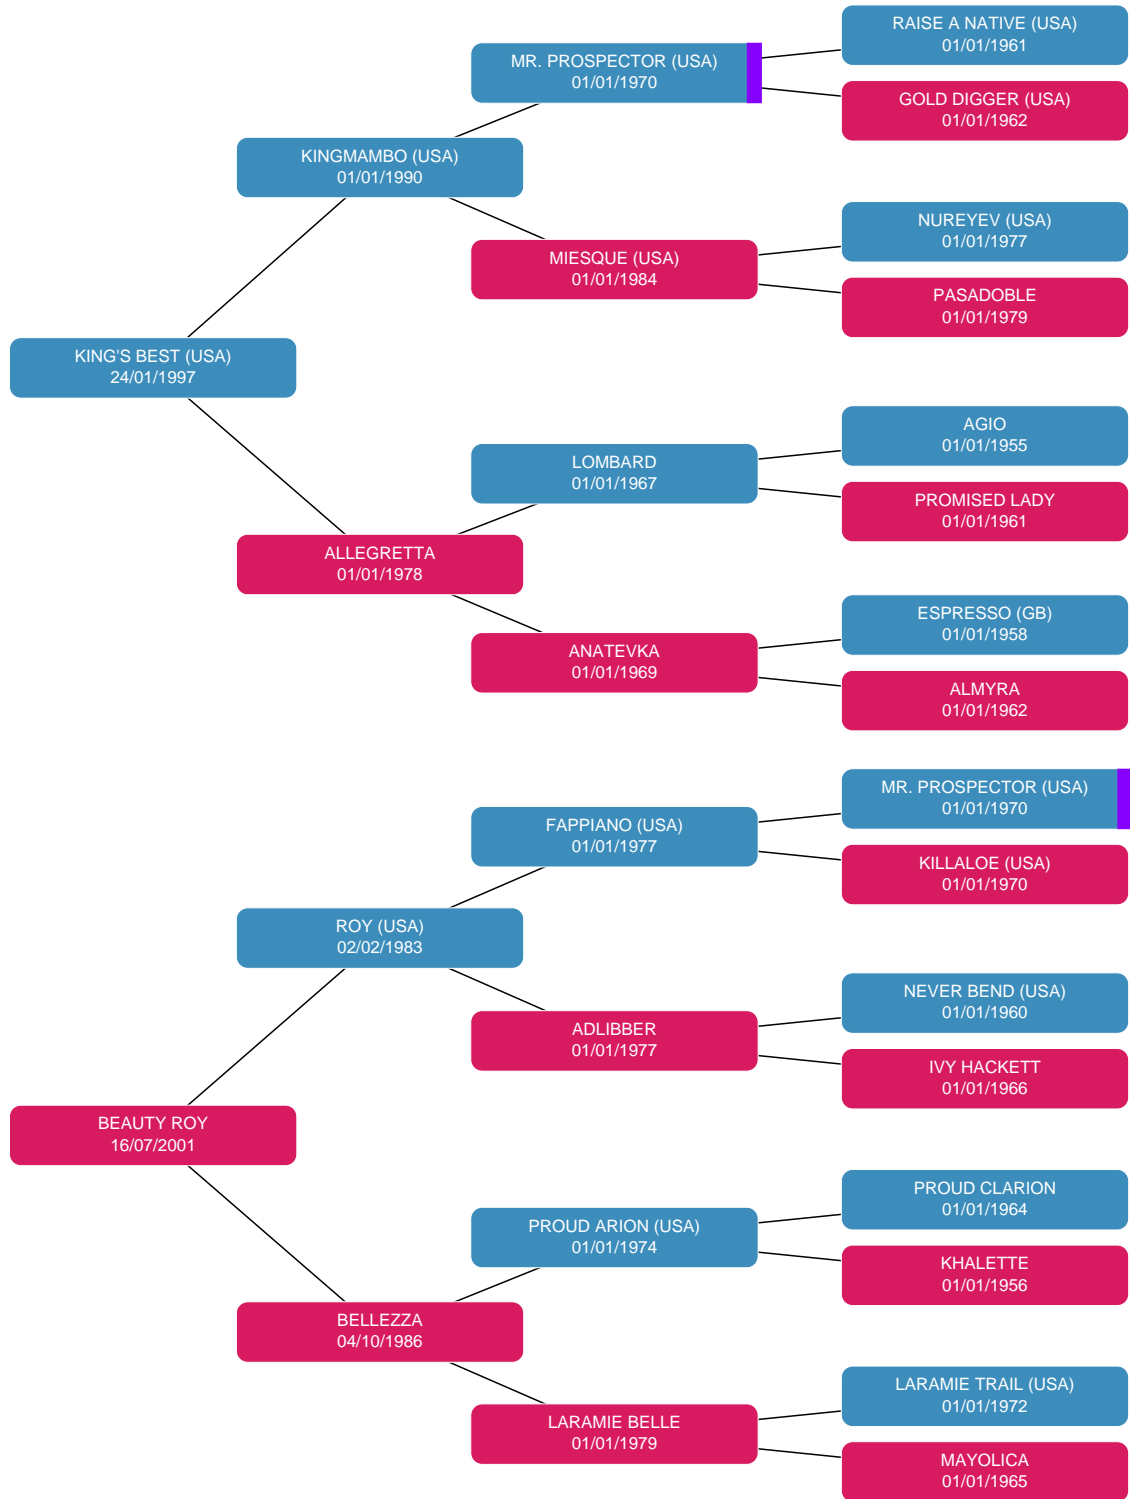 RAISE A NATIVE (USA)
01/01/1961
MR. PROSPECTOR (USA)
01/01/1970
GOLD DIGGER (USA)
01/01/1962
KINGMAMBO (USA)
01/01/1990
NUREYEV (USA)
01/01/1977
MIESQUE (USA)
01/01/1984
PASADOBLE
01/01/1979
KING'S BEST (USA)
24/01/1997
AGIO
01/01/1955
LOMBARD
01/01/1967
PROMISED LADY
01/01/1961
ALLEGRETTA
01/01/1978
ESPRESSO (GB)
01/01/1958
ANATEVKA
01/01/1969
ALMYRA
01/01/1962
MR. PROSPECTOR (USA)
01/01/1970
FAPPIANO (USA)
01/01/1977
KILLALOE (USA)
01/01/1970
ROY (USA)
02/02/1983
NEVER BEND (USA)
01/01/1960
ADLIBBER
01/01/1977
IVY HACKETT
01/01/1966
BEAUTY ROY
16/07/2001
PROUD CLARION
01/01/1964
PROUD ARION (USA)
01/01/1974
KHALETTE
01/01/1956
BELLEZZA
04/10/1986
LARAMIE TRAIL (USA)
01/01/1972
LARAMIE BELLE
01/01/1979
MAYOLICA
01/01/1965